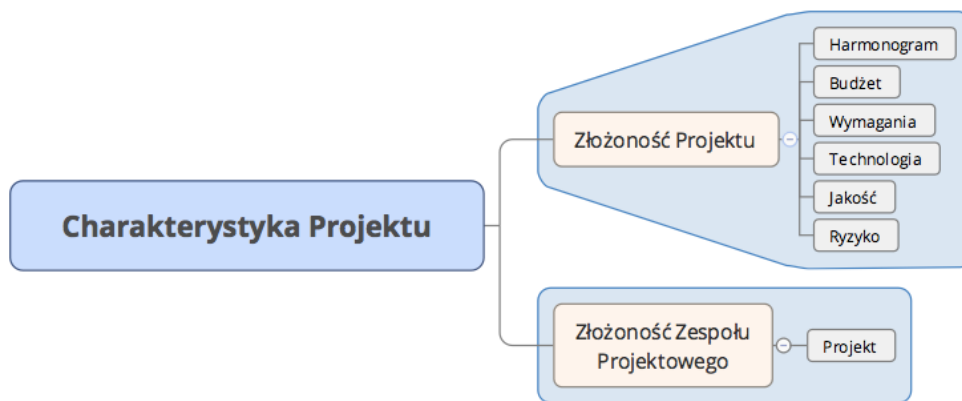 Charakterystyka Projektu
Złożoność Projektu
Harmonogram
Budżet
Wymagania
Technologia
Jakość
Ryzyko
Złożoność Zespołu
Projektowego
Projekt